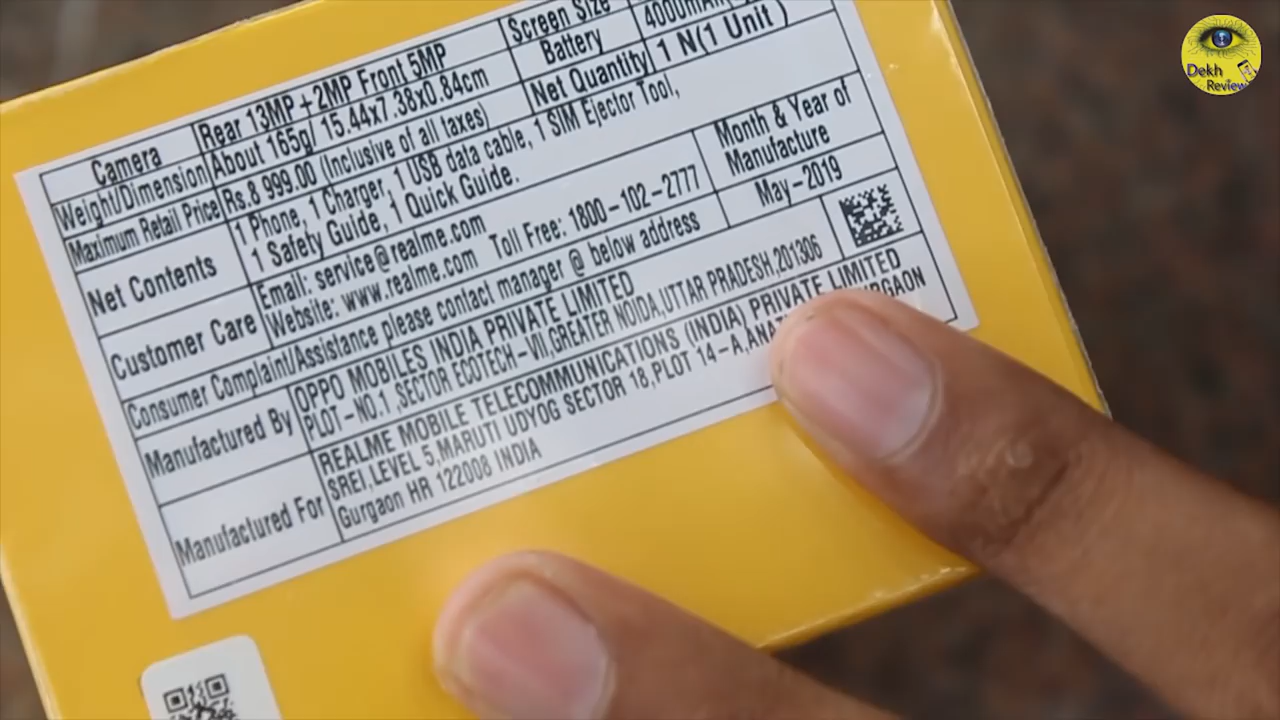 Dekh
Review
Screen Size
4000mAh
Camera
Rear 13MP+2MP Front 5MP
Battery
Weight/Dimension
About 165g/ 15.44x7.38x0.84cm
Net Quantity
1 N(1 Unit )
Maximum Retail Price
Rs.8 999.00 (Inclusive of all taxes)
Net Contents
1 Phone, 1 Charger, 1 USB data cable, 1 SIM Ejector Tool,
1 Safety Guide, 1 Quick Guide.
Customer Care
Email: service@realme.com
Website: www.realme.com Toll Free: 1800-102-2777
Month & Year of
Manufacture
May-2019
Consumer Complaint/Assistance please contact manager @ below address
Manufactured By
OPPO MOBILES INDIA PRIVATE LIMITED
PLOT-NO.1 ,SECTOR ECOTECH-VII,GREATER NOIDA,UTTAR PRADESH,201306
Manufactured For
REALME MOBILE TELECOMMUNICATIONS (INDIA) PRIVATE LIMITED
SREI,LEVEL 5,MARUTI UDYOG SECTOR 18,PLOT 14-A
Gurgaon HR 122008 INDIA